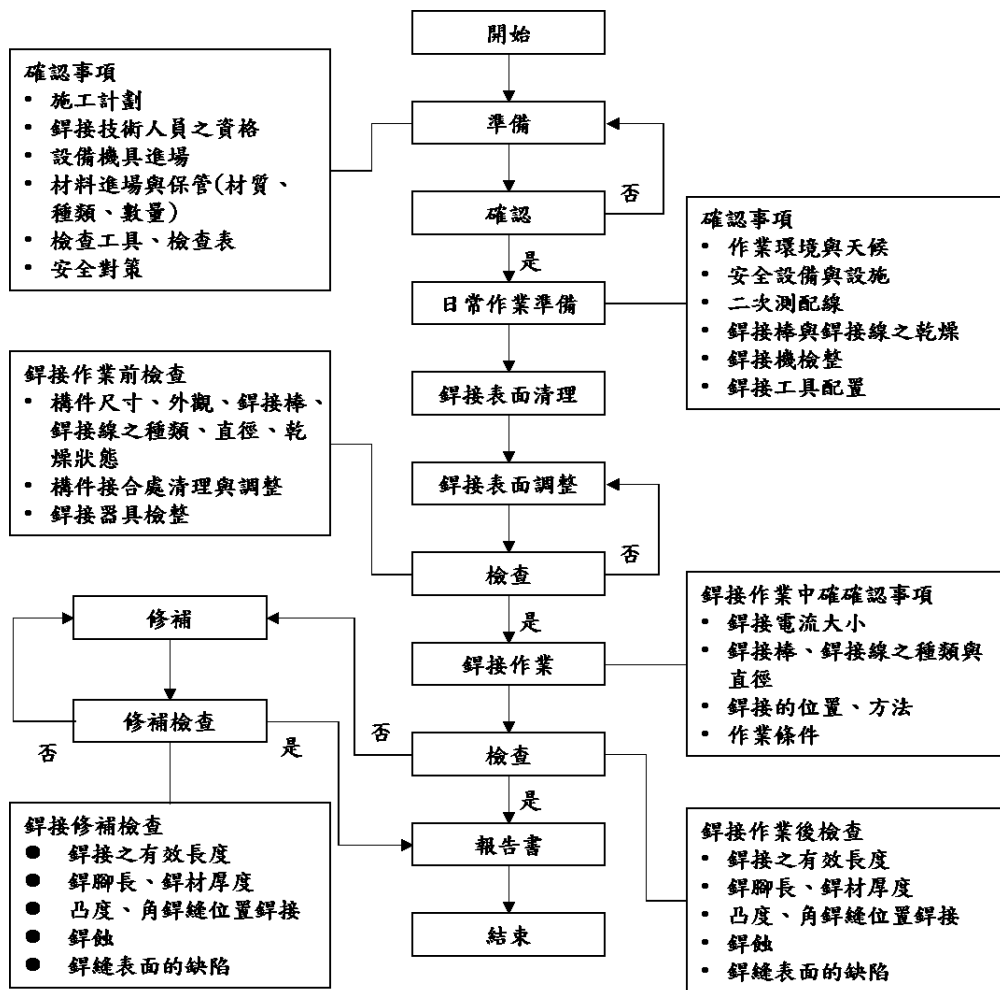 開始
確認事項
• 施工計劃
• 銲接技術人員之資格
• 設備機具進場
• 材料進場與保管(材質、
種類、數量)
• 檢查工具、檢查表
• 安全對策
準備
否
確認
是
確認事項
• 作業環境與天候
• 安全設備與設施
• 二次測配線
• 銲接棒與銲接線之乾燥
• 銲接機檢整
• 銲接工具配置
日常作業準備
銲接作業前檢查
• 構件尺寸、外觀、銲接棒、
銲接線之種類、直徑、乾
燥狀態
• 構件接合處清理與調整
• 銲接器具檢整
銲接表面清理
銲接表面調整
否
檢查
是
銲接作業中確確認事項
• 銲接電流大小
• 銲接棒、銲接線之種類與
直徑
• 銲接的位置、方法
• 作業條件
修補
銲接作業
修補檢查
否
是
否
檢查
是
銲接修補檢查
● 銲接之有效長度
● 銲腳長、銲材厚度
● 凸度、角銲縫位置銲接
● 銲蝕
● 銲縫表面的缺陷
報告書
銲接作業後檢查
• 銲接之有效長度
• 銲腳長、銲材厚度
• 凸度、角銲縫位置銲接
• 銲蝕
• 銲縫表面的缺陷
結束